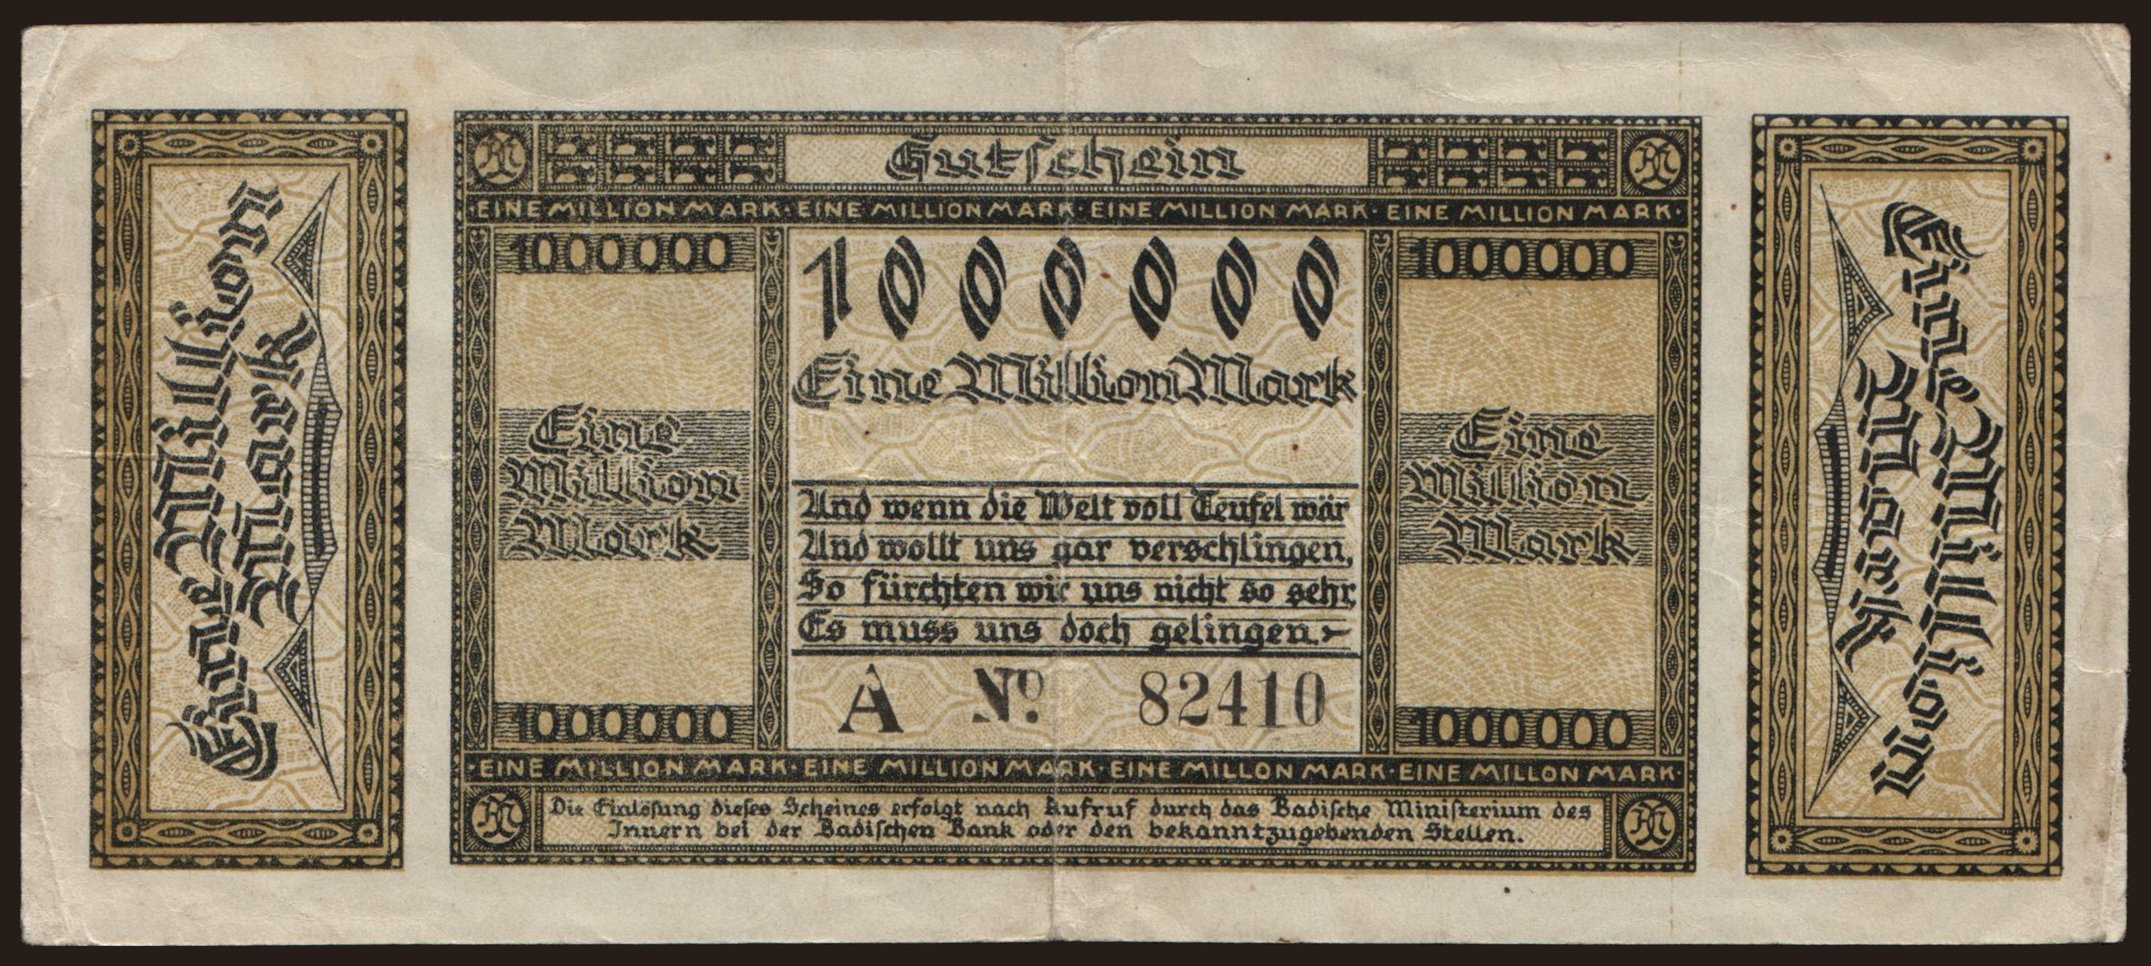 Gutschein
EINE MILLION MARK · EINE MILLION MARK · EINE MILLION MARK · EINE MILLION MARK ·
Eine Million
Mark
1000000
Eine
Million
Mark
1000000
1000000
Eine Million Mark
And wenn die Welt voll Teufel wär
And wollt uns gar verschlingen,
So fürchten wir uns nicht so sehr,
Es muss uns doch gelingen.-
A Nº 82410
1000000
Eine
Million
Mark
1000000
Eine Million
Mark
· EINE MILLION MARK · EINE MILLION MARK · EINE MILLON MARK · EINE MILLON MARK ·
Die Einlösung dieses Scheines erfolgt nach Aufruf durch das Badische Ministerium des
Innern bei der Badischen Bank oder den bekanntzugebenden Stellen.